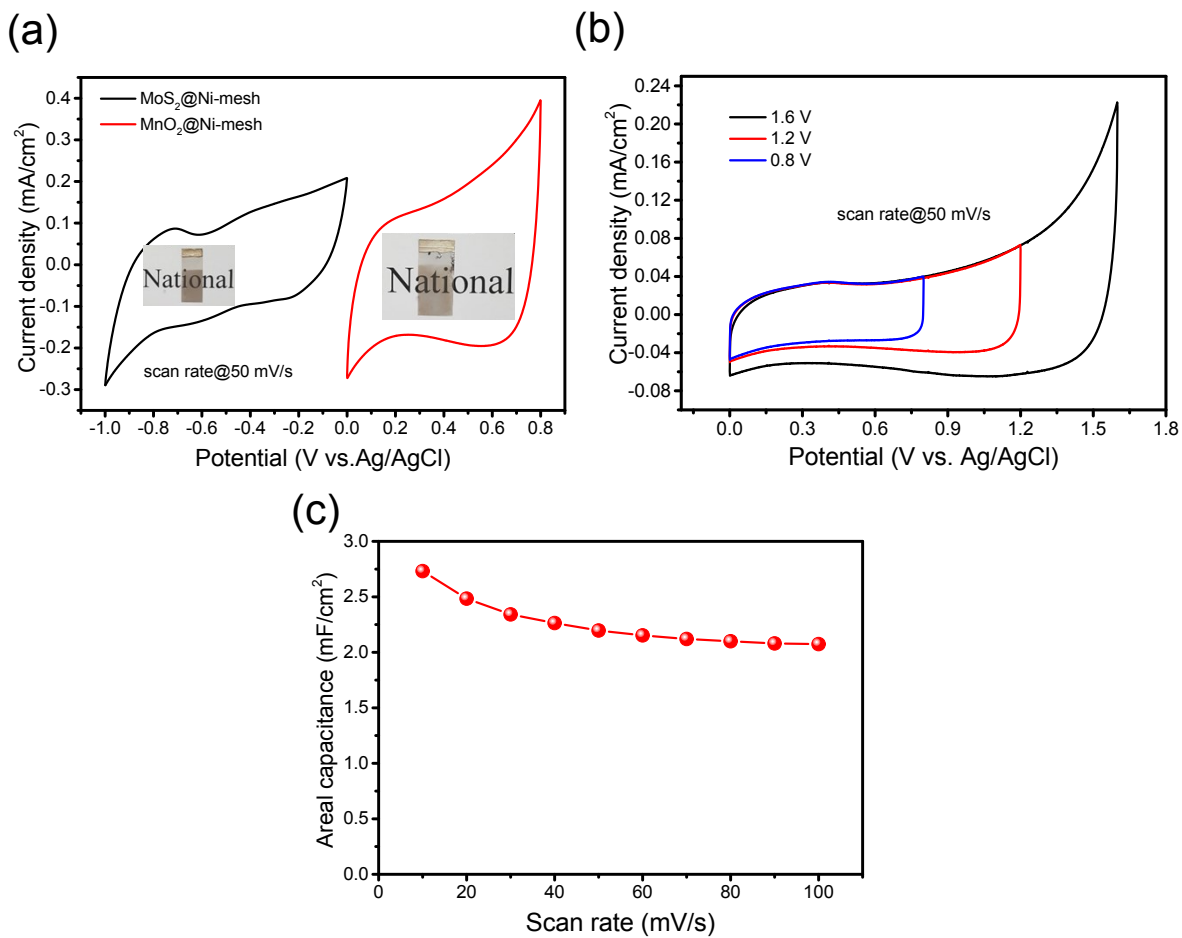 (a)
Current density (mA/cm²)
0.4
0.3
0.2
0.1
0.0
-0.1
-0.2
-0.3
MoS₂@Ni-mesh
MnO₂@Ni-mesh
National
National
scan rate@50 mV/s
-1.0 -0.8 -0.6 -0.4 -0.2 0.0 0.2 0.4 0.6 0.8
Potential (V vs.Ag/AgCl)
(b)
Current density (mA/cm²)
0.24
0.20
0.16
0.12
0.08
0.04
0.00
-0.04
-0.08
1.6 V
1.2 V
0.8 V
scan rate@50 mV/s
0.0 0.3 0.6 0.9 1.2 1.5 1.8
Potential (V vs. Ag/AgCl)
(c)
Areal capacitance (mF/cm²)
3.0
2.5
2.0
1.5
1.0
0.5
0.0
0 20 40 60 80 100
Scan rate (mV/s)